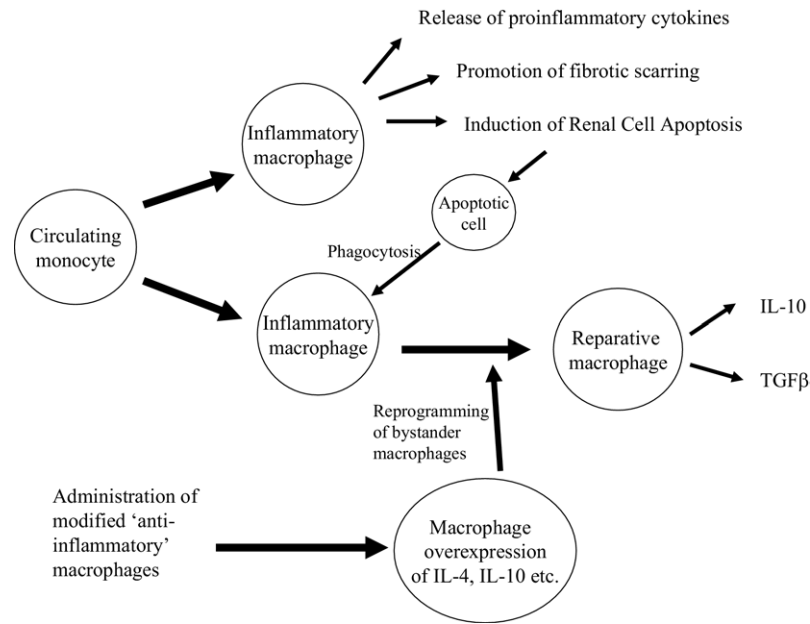 Release of proinflammatory cytokines
Promotion of fibrotic scarring
Inflammatory
macrophage
Induction of Renal Cell Apoptosis
Apoptotic
cell
Circulating
monocyte
Phagocytosis
Inflammatory
macrophage
Reparative
macrophage
IL-10
TGFβ
Reprogramming
of bystander
macrophages
Administration of
modified ‘anti-
inflammatory’
macrophages
Macrophage
overexpression
of IL-4, IL-10 etc.